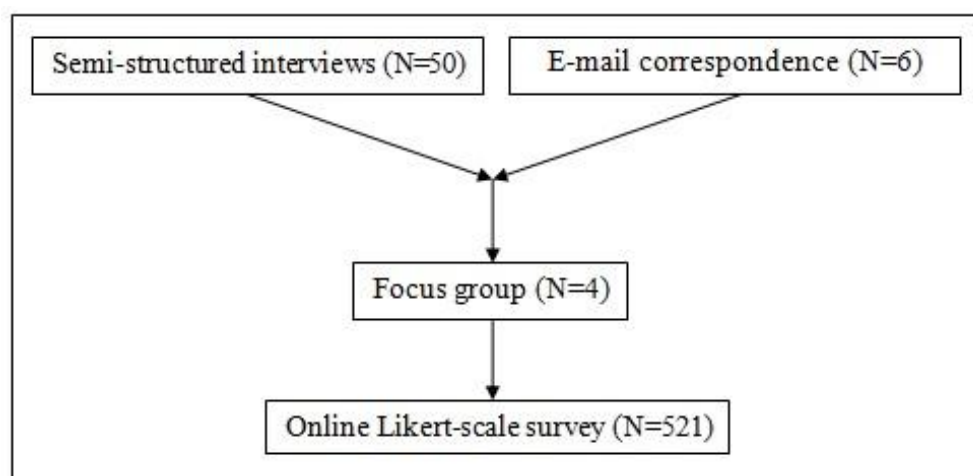 Semi-structured interviews (N=50)
E-mail correspondence (N=6)
Focus group (N=4)
Online Likert-scale survey (N=521)